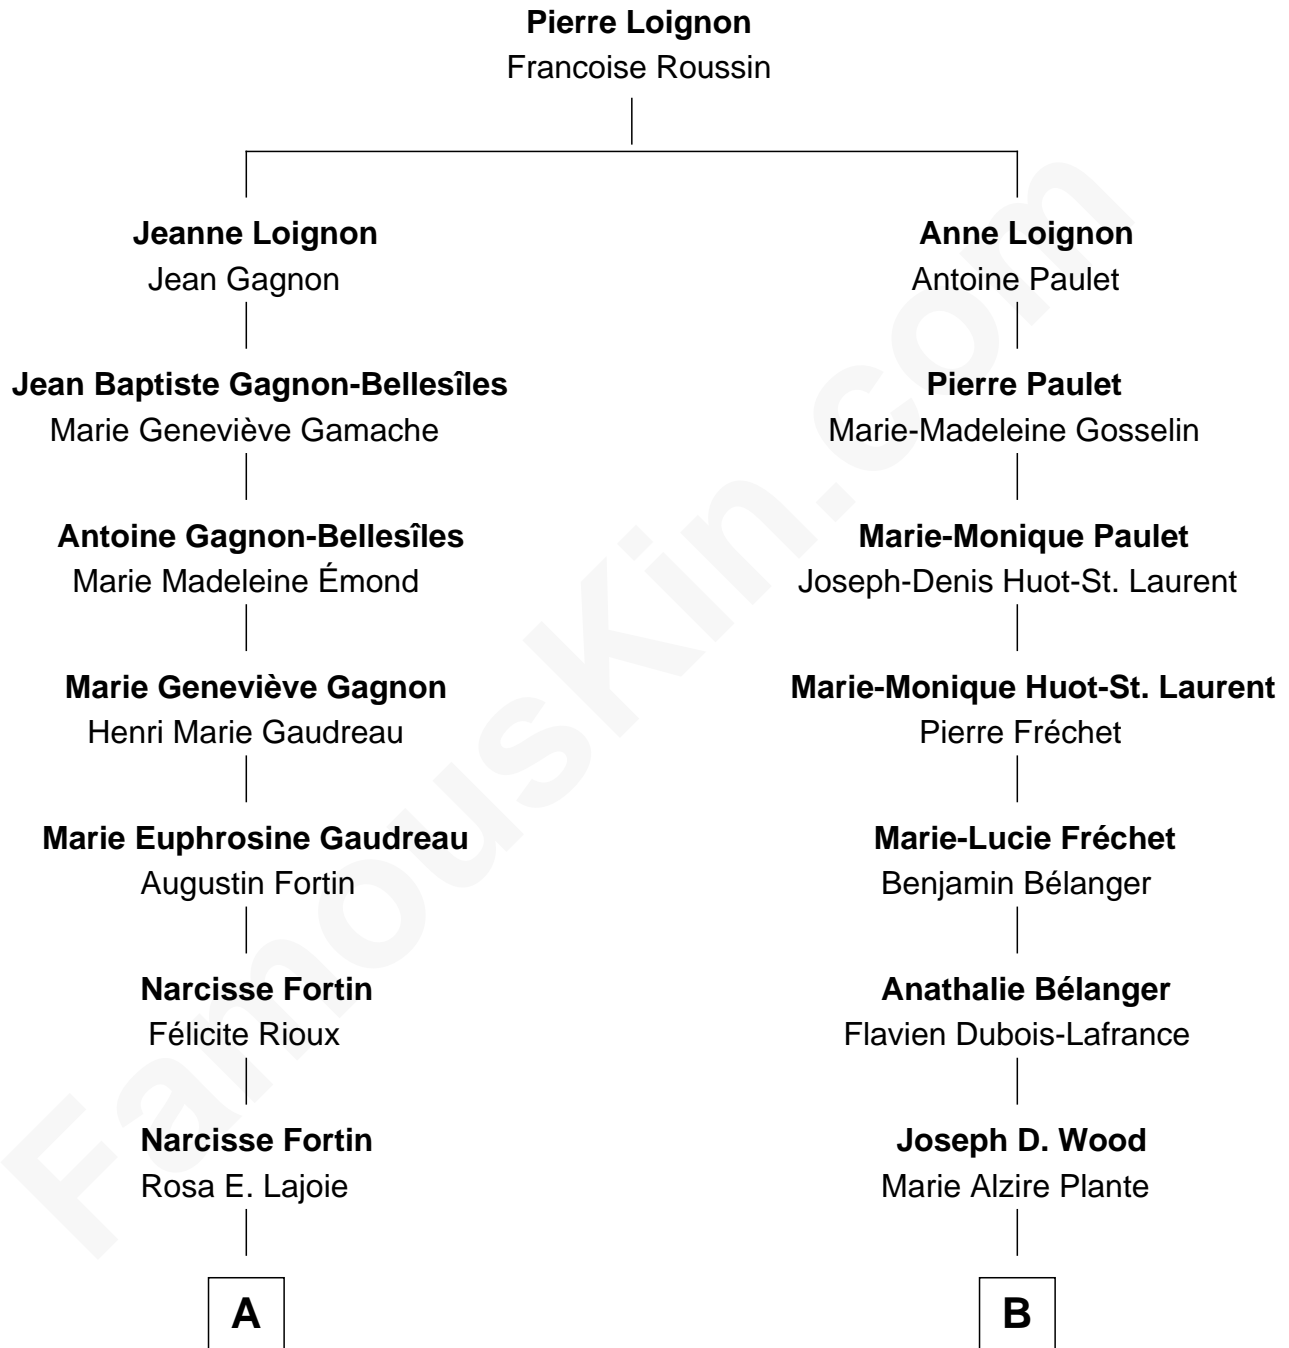 Pierre Loignon
Francoise Roussin
Jeanne Loignon
Jean Gagnon
Jean Baptiste Gagnon-Bellesîles
Marie Geneviève Gamache
Antoine Gagnon-Bellesîles
Marie Madeleine Émond
Marie Geneviève Gagnon
Henri Marie Gaudreau
Marie Euphrosine Gaudreau
Augustin Fortin
Narcisse Fortin
Félicite Rioux
Narcisse Fortin
Rosa E. Lajoie
A
Anne Loignon
Antoine Paulet
Pierre Paulet
Marie-Madeleine Gosselin
Marie-Monique Paulet
Joseph-Denis Huot-St. Laurent
Marie-Monique Huot-St. Laurent
Pierre Fréchet
Marie-Lucie Fréchet
Benjamin Bélanger
Anathalie Bélanger
Flavien Dubois-Lafrance
Joseph D. Wood
Marie Alzire Plante
B
FamousKin.com